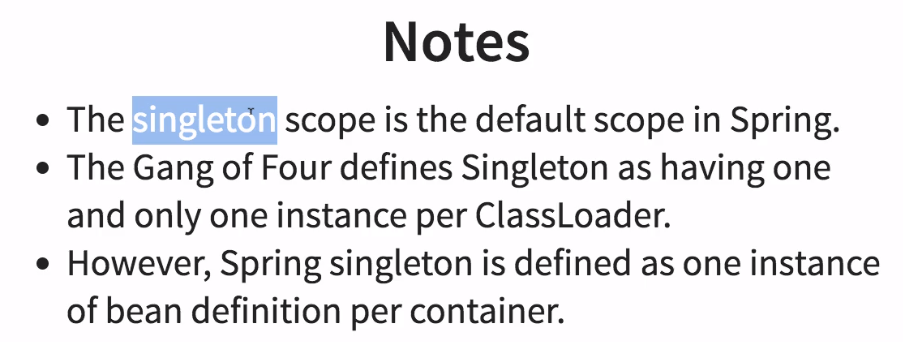 Notes
• The singleton scope is the default scope in Spring.
• The Gang of Four defines Singleton as having one
and only one instance per ClassLoader.
• However, Spring singleton is defined as one instance
of bean definition per container.